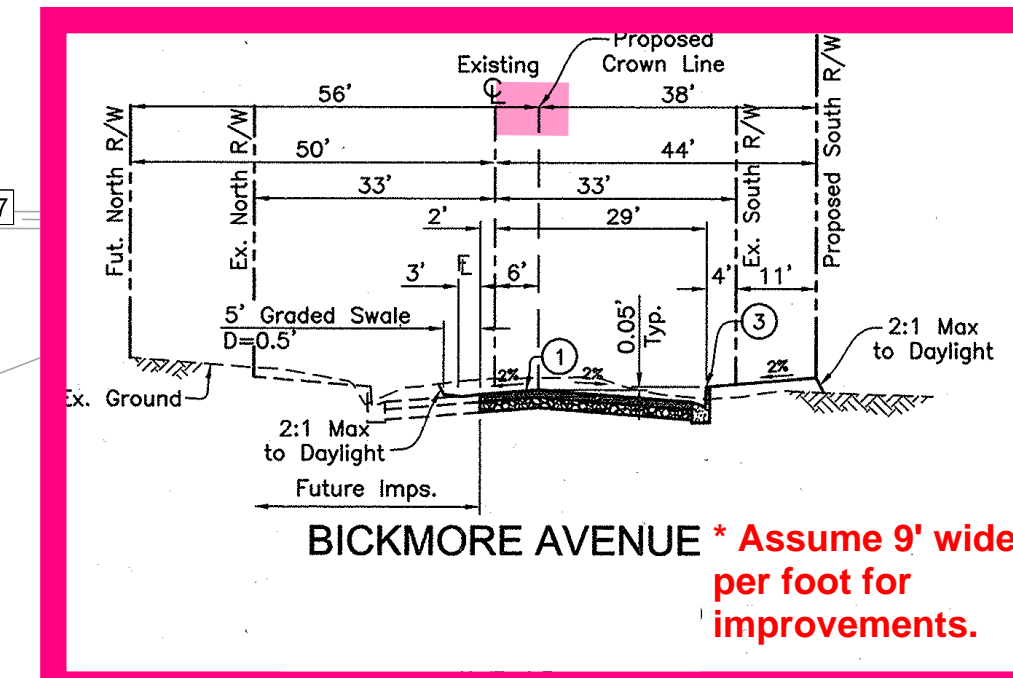 Proposed
Crown Line
Existing
℄
56'
38'
50'
44'
33'
33'
2'
29'
3'
6'
4'
11'
Fut. North R/W
Ex. North R/W
Ex. South R/W
Proposed South R/W
7
5' Graded Swale
D=0.5'
0.05'
Typ.
1
3
2%
2%
2%
2:1 Max
to Daylight
Ex. Ground
2:1 Max
to Daylight
Future Imps.
BICKMORE AVENUE
* Assume 9' wide
per foot for
improvements.